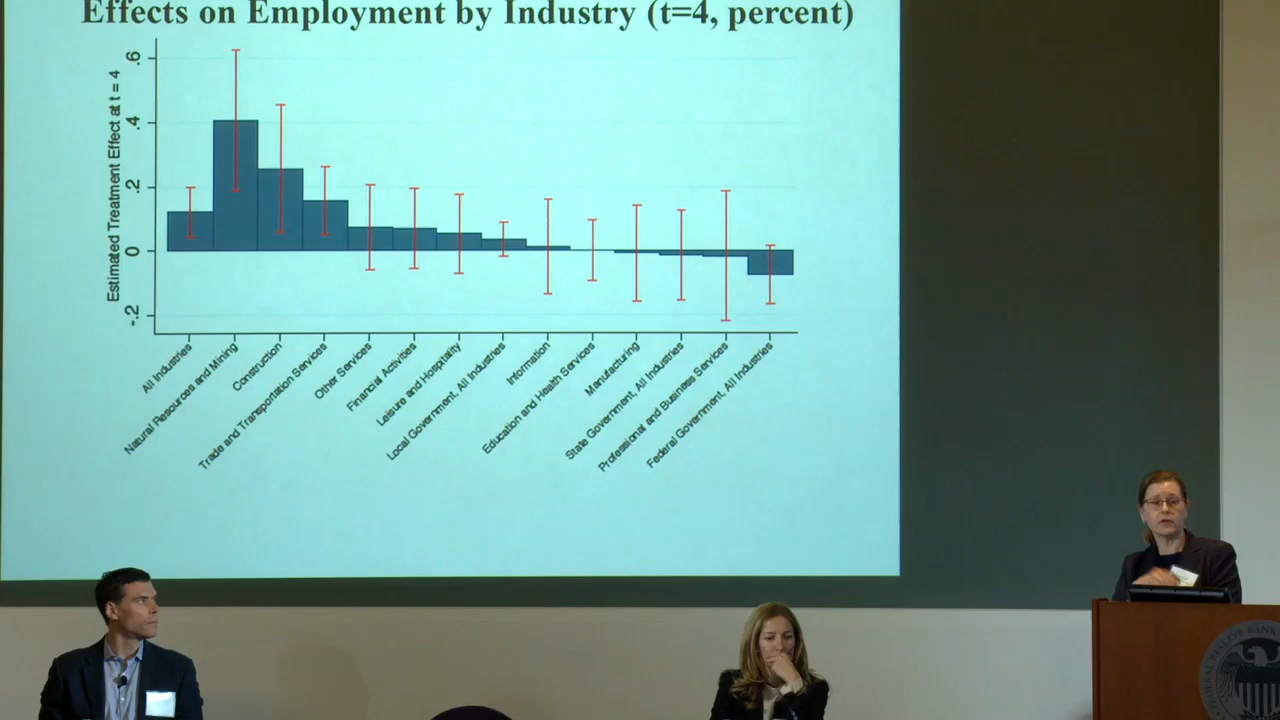 Effects on Employment by Industry (t=4, percent)
Estimated Treatment Effect at t = 4
.6
.4
.2
0
-.2
All Industries
Natural Resources and Mining
Construction
Trade and Transportation Services
Other Services
Financial Activities
Leisure and Hospitality
Local Government, All Industries
Information
Education and Health Services
Manufacturing
State Government, All Industries
Professional and Business Services
Federal Government, All Industries
FEDERAL RESERVE BANK